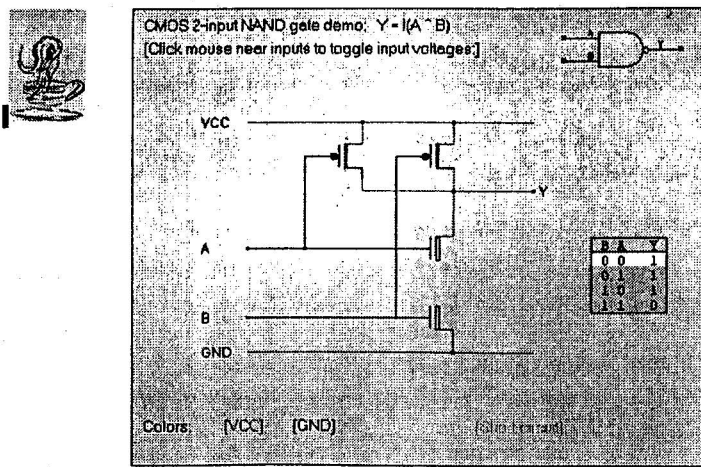 CMOS 2-input NAND gate demo; Y = !(A ^ B)
[Click mouse near inputs to toggle input voltages:]
A
B
Y
VCC
Y
A
B
GND
B A Y
0 0 1
0 1 1
1 0 1
1 1 0
Colors: [VCC] [GND]